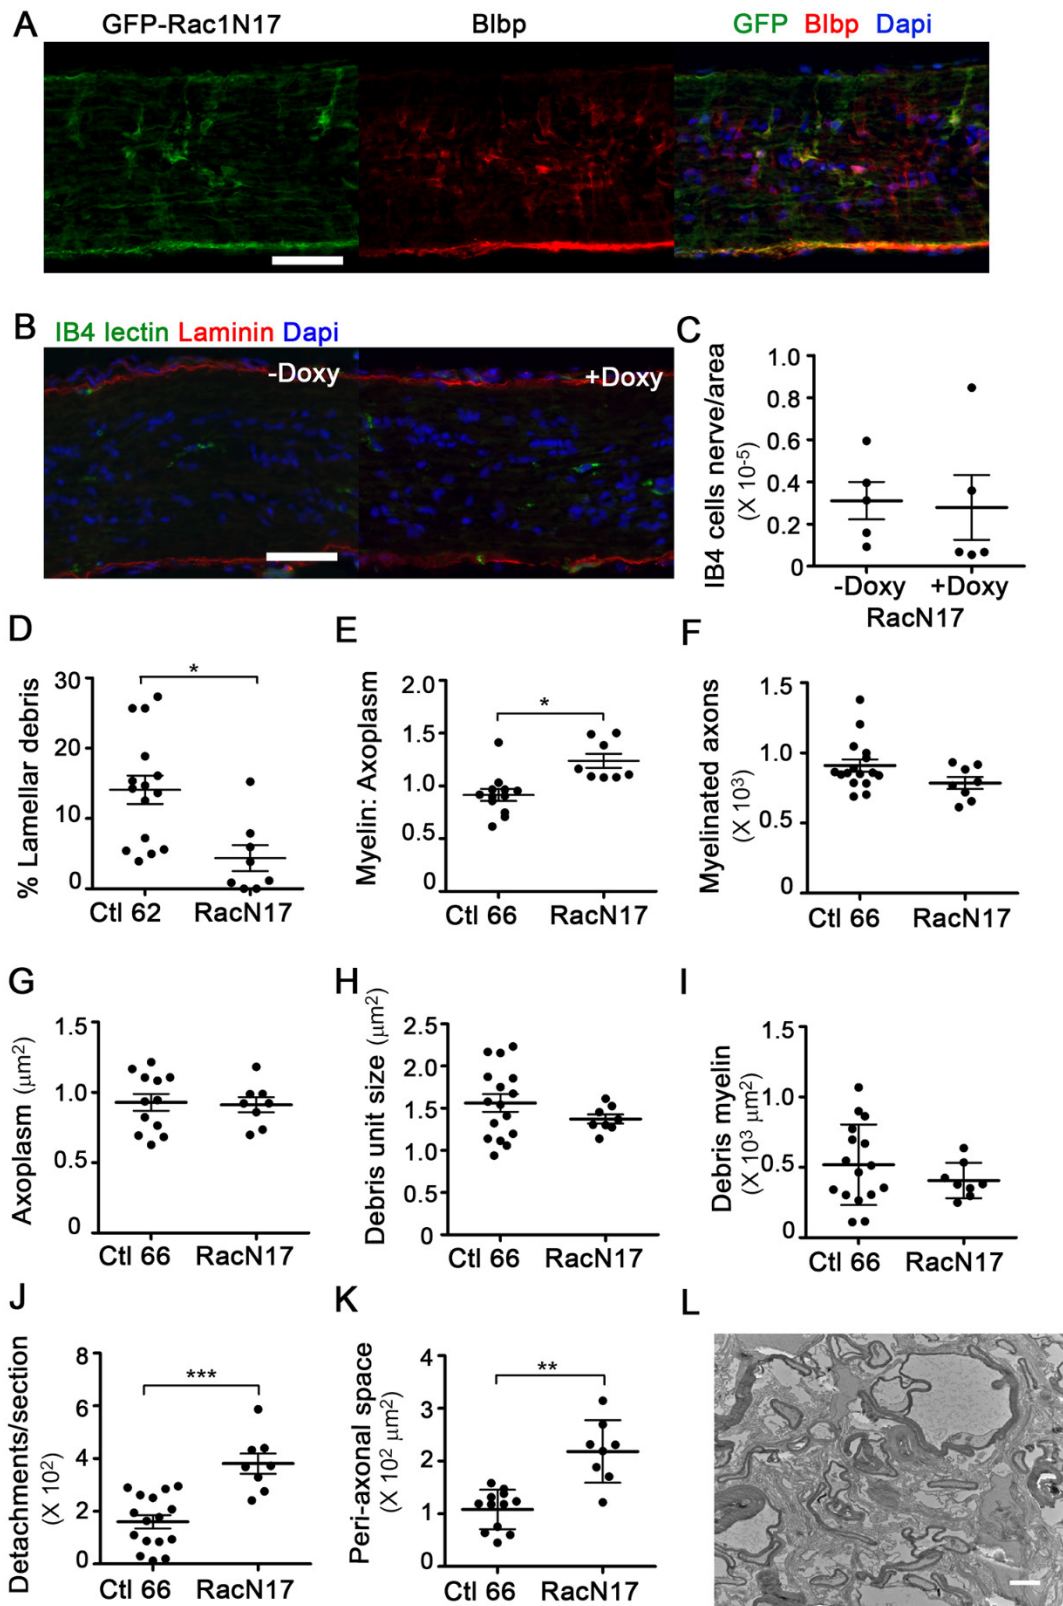 A
GFP-Rac1N17
Blbp
GFP Blbp Dapi
B
IB4 lectin Laminin Dapi
-Doxy
+Doxy
C
IB4 cells nerve/area
(X 10-5)
1.0
0.8
0.6
0.4
0.2
0
-Doxy
+Doxy
RacN17
D
% Lamellar debris
30
20
10
0
*
Ctl 62
RacN17
E
Myelin: Axoplasm
2.0
1.5
1.0
0.5
0
*
Ctl 66
RacN17
F
Myelinated axons
(X 10³)
1.5
1.0
0.5
0
Ctl 66
RacN17
G
Axoplasm (µm²)
1.5
1.0
0.5
0
Ctl 66
RacN17
H
Debris unit size (µm²)
2.5
2.0
1.5
1.0
0.5
0
Ctl 66
RacN17
I
Debris myelin
(X 10³ µm²)
1.5
1.0
0.5
0
Ctl 66
RacN17
J
Detachments/section
(X 10²)
8
6
4
2
0
***
Ctl 66
RacN17
K
Peri-axonal space
(X 10² µm²)
4
3
2
1
0
**
Ctl 66
RacN17
L